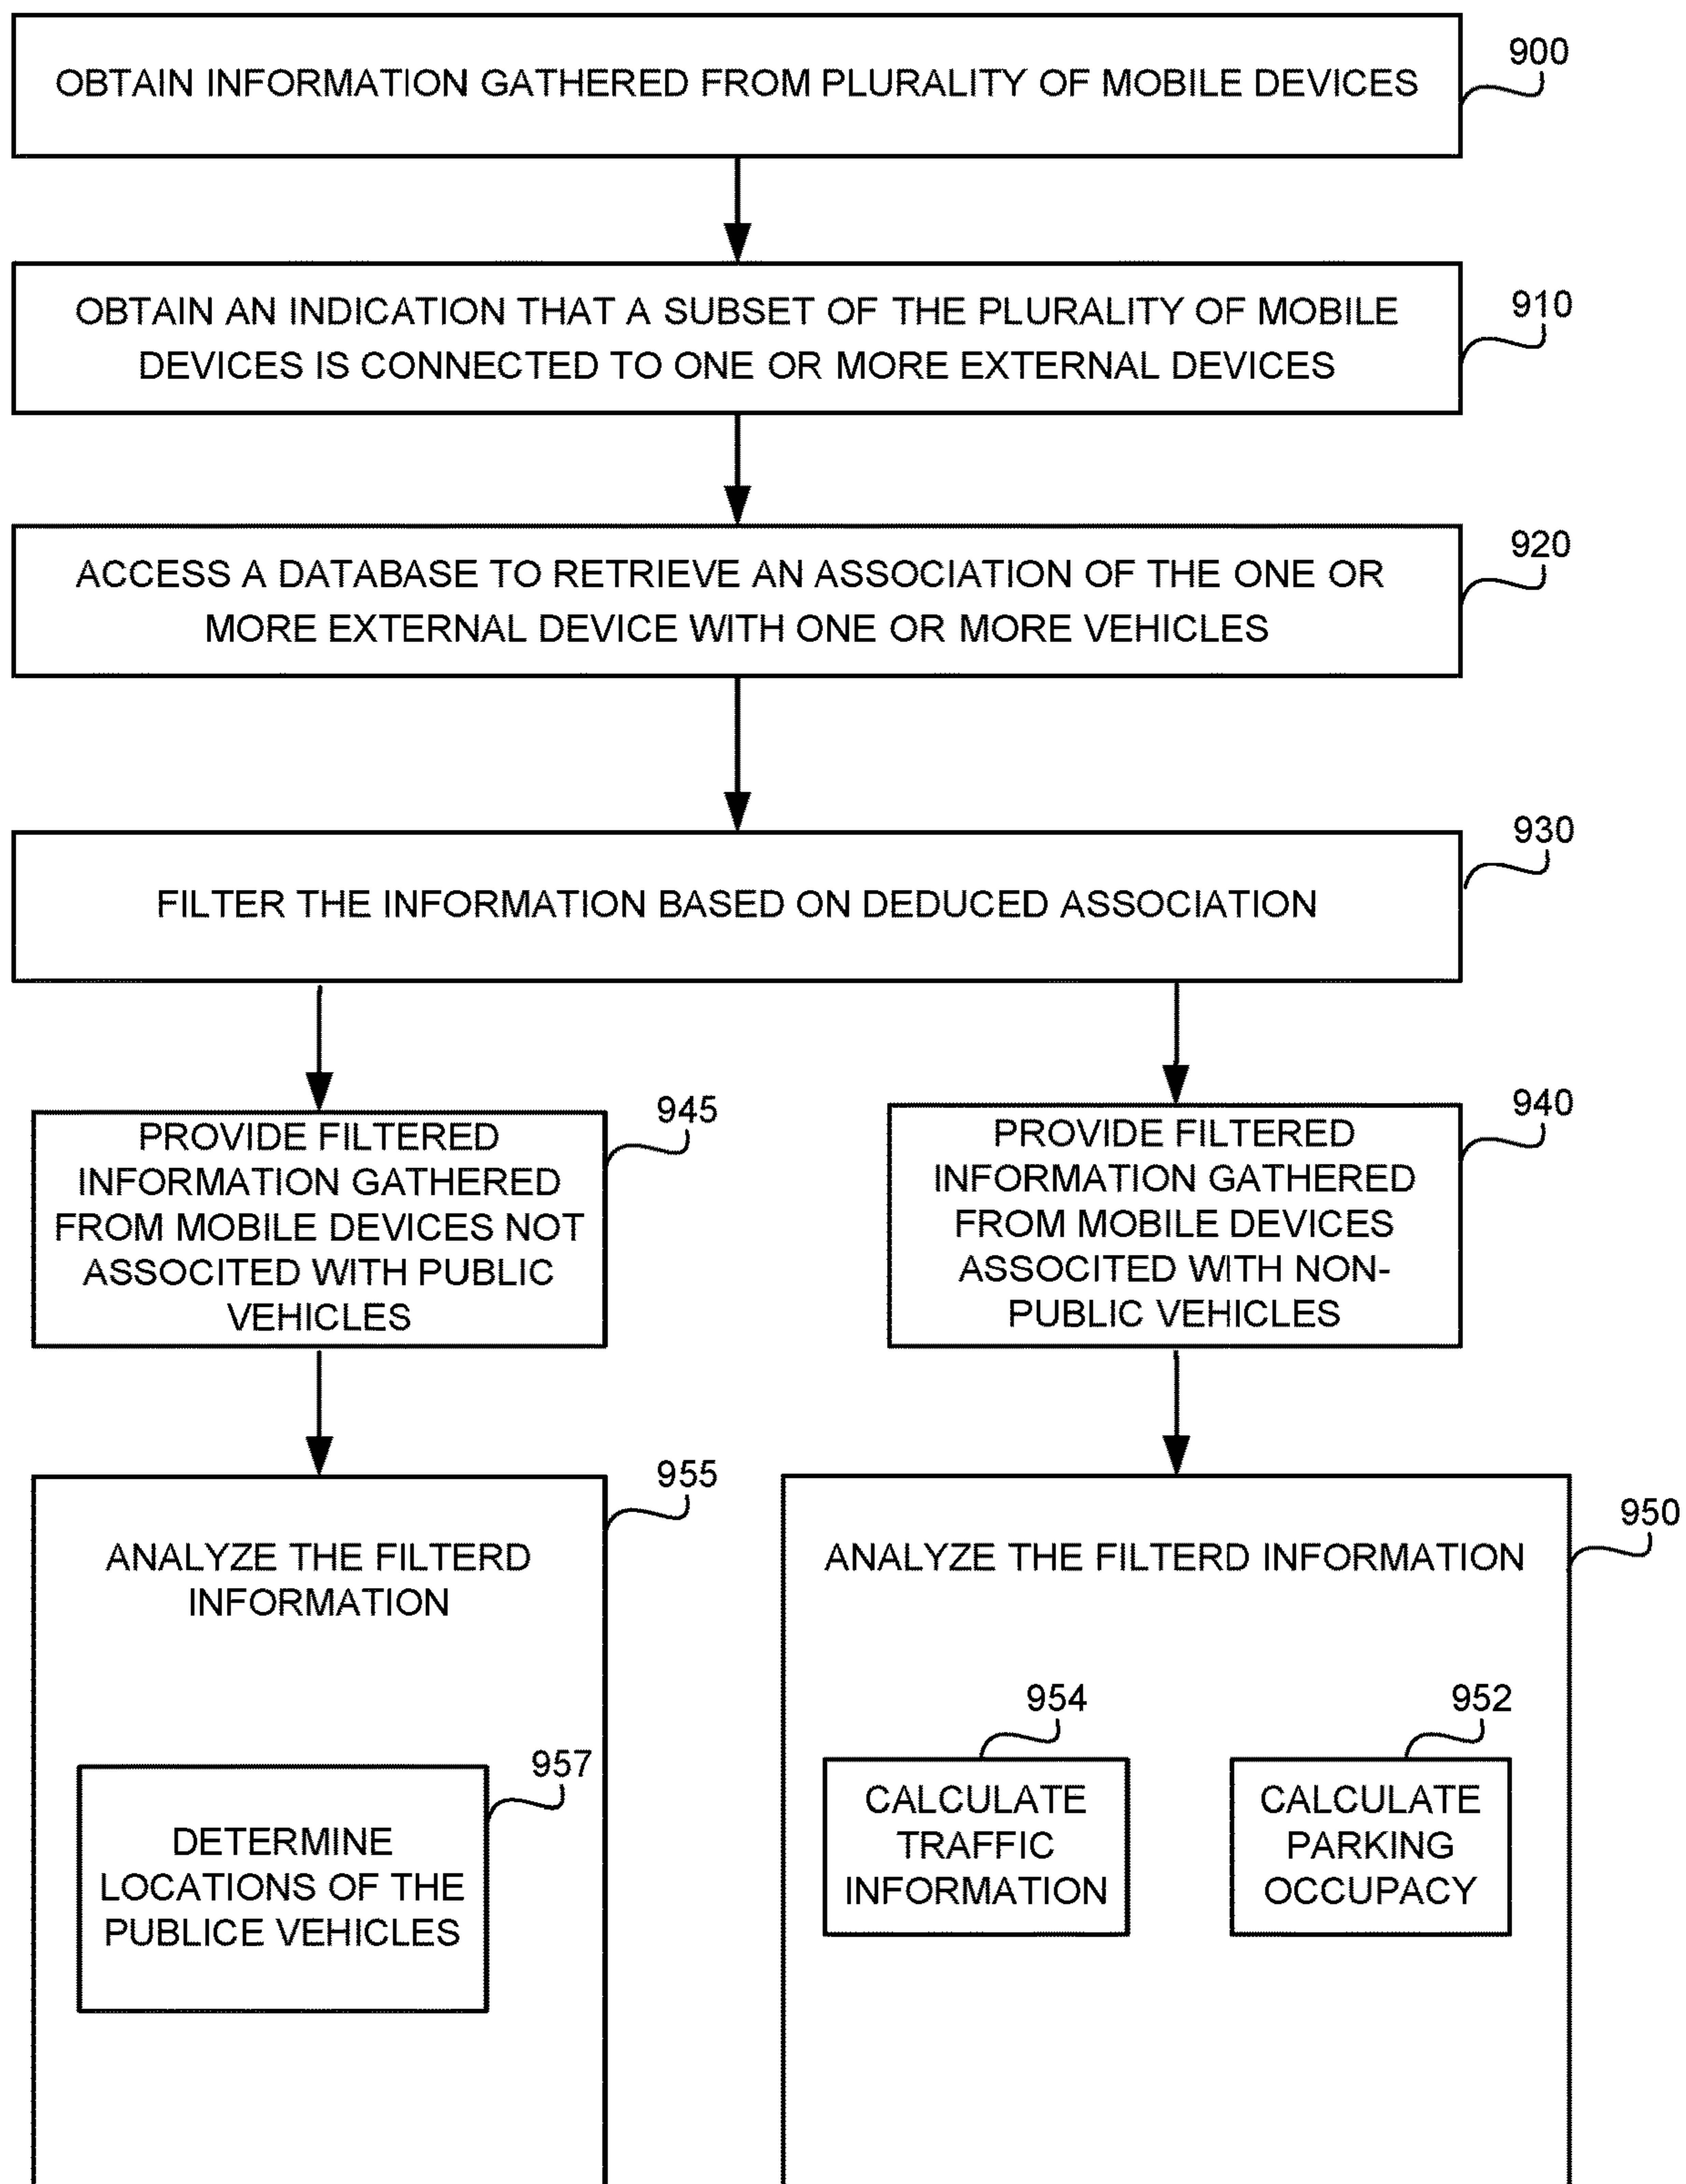 OBTAIN INFORMATION GATHERED FROM PLURALITY OF MOBILE DEVICES
900
OBTAIN AN INDICATION THAT A SUBSET OF THE PLURALITY OF MOBILE
DEVICES IS CONNECTED TO ONE OR MORE EXTERNAL DEVICES
910
ACCESS A DATABASE TO RETRIEVE AN ASSOCIATION OF THE ONE OR
MORE EXTERNAL DEVICE WITH ONE OR MORE VEHICLES
920
FILTER THE INFORMATION BASED ON DEDUCED ASSOCIATION
930
PROVIDE FILTERED
INFORMATION GATHERED
FROM MOBILE DEVICES NOT
ASSOCITED WITH PUBLIC
VEHICLES
945
PROVIDE FILTERED
INFORMATION GATHERED
FROM MOBILE DEVICES
ASSOCITED WITH NON-
PUBLIC VEHICLES
940
ANALYZE THE FILTERD
INFORMATION
955
DETERMINE
LOCATIONS OF THE
PUBLICE VEHICLES
957
ANALYZE THE FILTERD INFORMATION
950
954
CALCULATE
TRAFFIC
INFORMATION
952
CALCULATE
PARKING
OCCUPACY